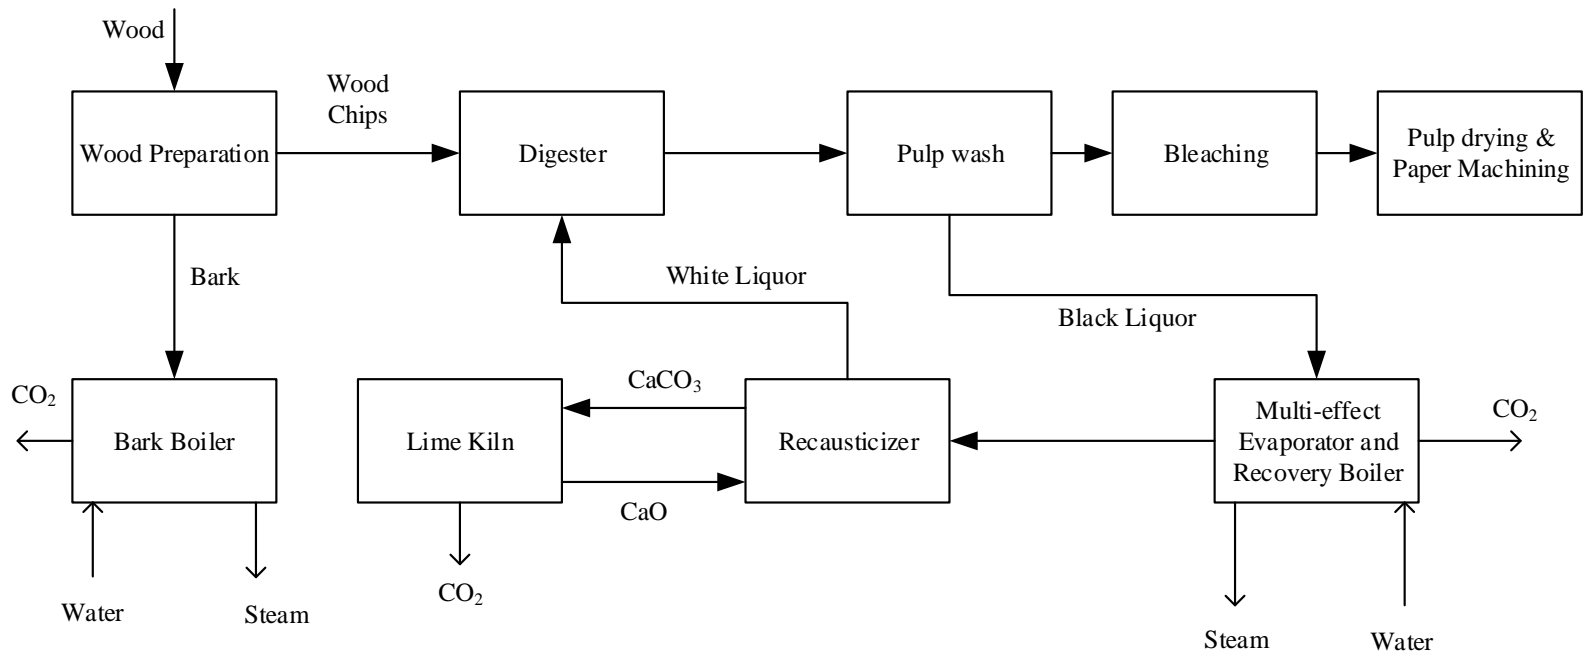 Wood
Wood
Chips
Wood Preparation
Digester
Pulp wash
Bleaching
Pulp drying &
Paper Machining
Bark
White Liquor
Black Liquor
CO₂
Bark Boiler
Water
Steam
CaCO₃
Lime Kiln
CaO
CO₂
Recausticizer
Multi-effect
Evaporator and
Recovery Boiler
CO₂
Steam
Water